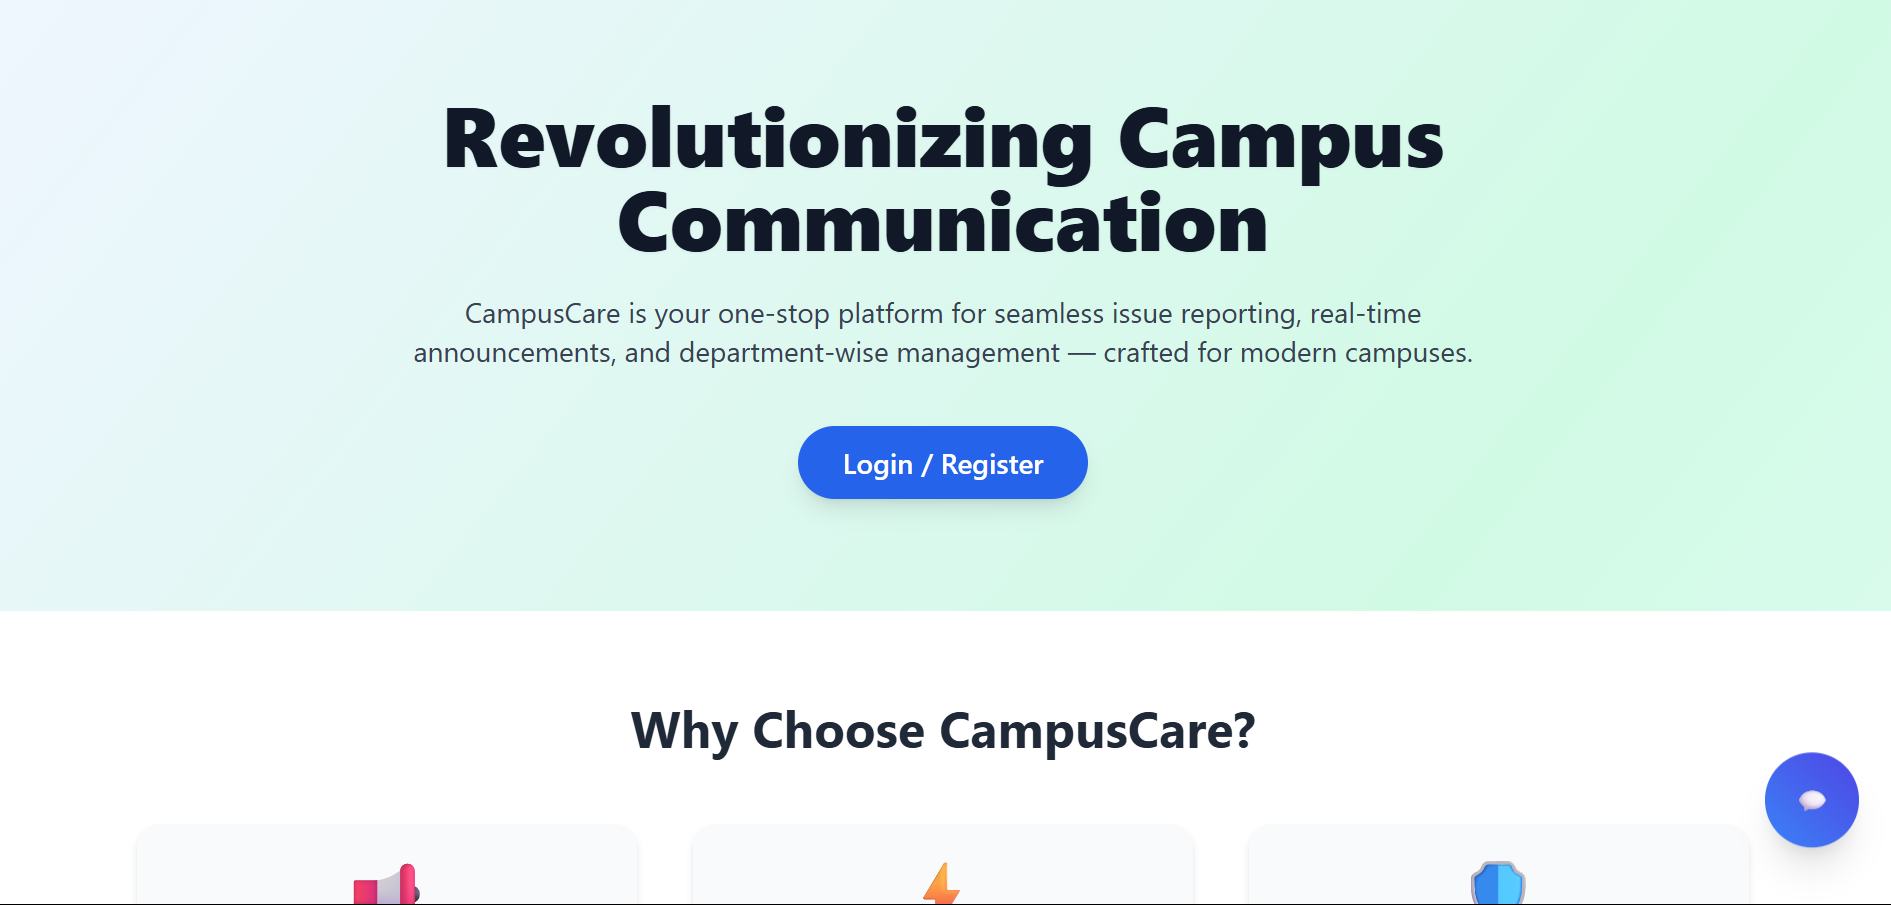 Revolutionizing Campus
Communication
CampusCare is your one-stop platform for seamless issue reporting, real-time
announcements, and department-wise management — crafted for modern campuses.
Login / Register
Why Choose CampusCare?